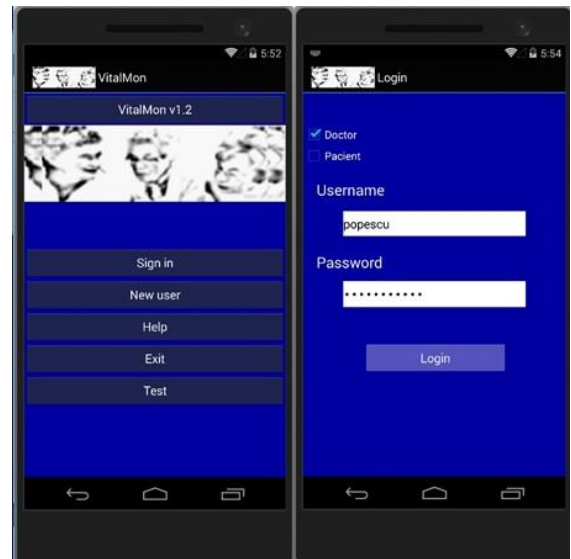 5:52
VitalMon
VitalMon v1.2
Sign in
New user
Help
Exit
Test
5:54
Login
Doctor
Pacient
Username
popescu
Password
•••••••••••
Login